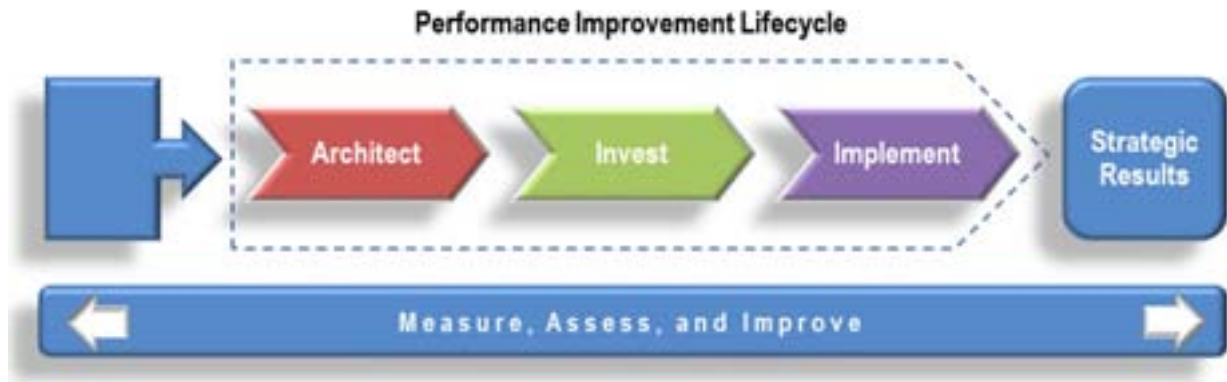 Performance Improvement Lifecycle
Architect
Invest
Implement
Strategic
Results
Measure, Assess, and Improve